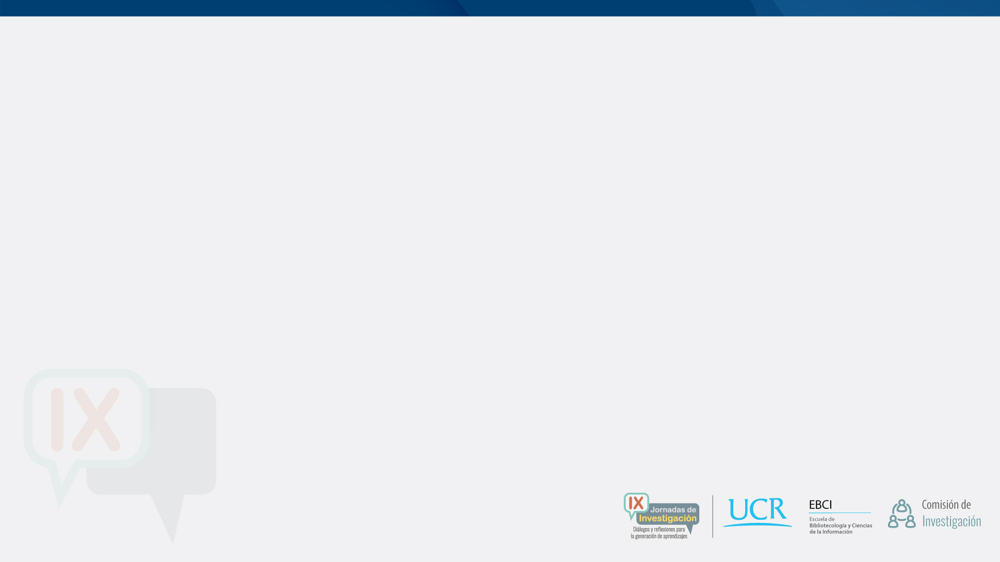 IX
IX
Jornadas de
Investigación
Diálogos y reflexiones para
la generación de aprendizajes
UCR
EBCI
Escuela de
Bibliotecología y Ciencias
de la Información
Comisión de
Investigación